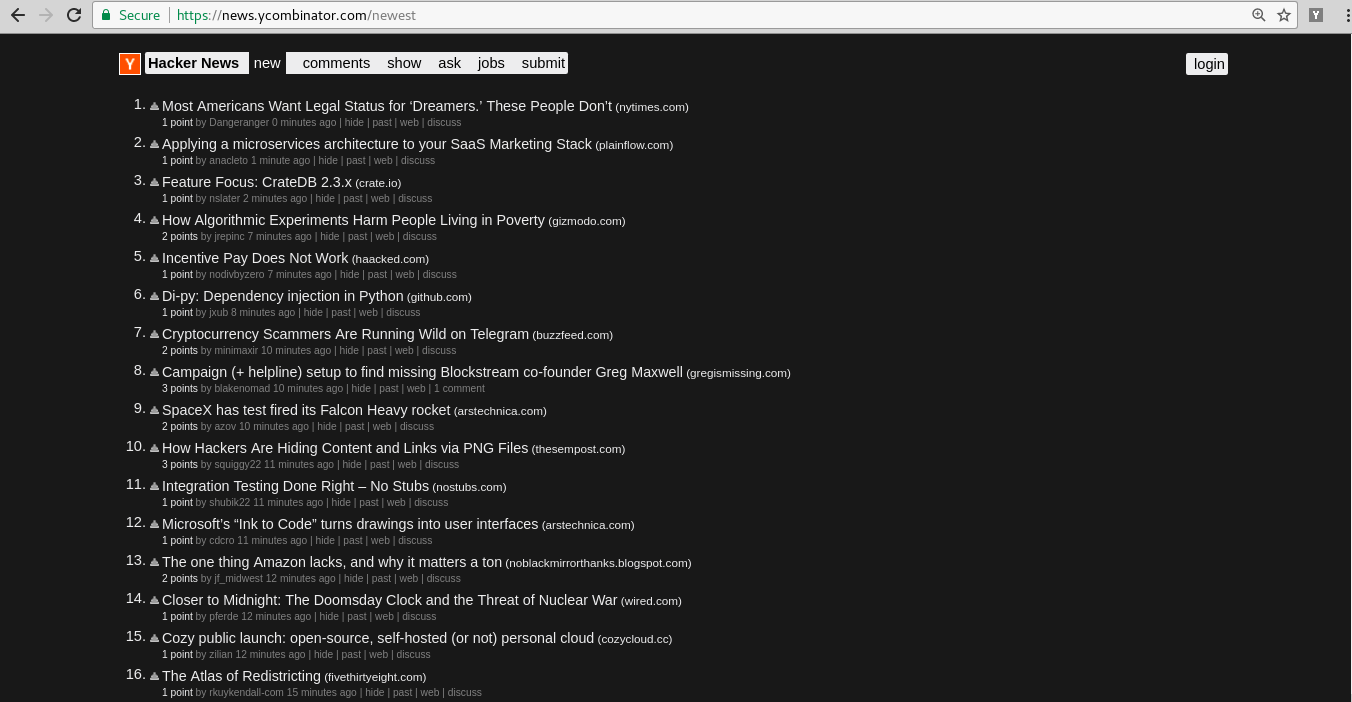 Secure https://news.ycombinator.com/newest
Y Hacker News new comments show ask jobs submit login
1. Most Americans Want Legal Status for ‘Dreamers.’ These People Don’t (nytimes.com)
1 point by Dangeranger 0 minutes ago | hide | past | web | discuss
2. Applying a microservices architecture to your SaaS Marketing Stack (plainflow.com)
1 point by anacleto 1 minute ago | hide | past | web | discuss
3. Feature Focus: CrateDB 2.3.x (crate.io)
1 point by nslater 2 minutes ago | hide | past | web | discuss
4. How Algorithmic Experiments Harm People Living in Poverty (gizmodo.com)
2 points by jrepinc 7 minutes ago | hide | past | web | discuss
5. Incentive Pay Does Not Work (haacked.com)
1 point by nodivbyzero 7 minutes ago | hide | past | web | discuss
6. Di-py: Dependency injection in Python (github.com)
1 point by jxub 8 minutes ago | hide | past | web | discuss
7. Cryptocurrency Scammers Are Running Wild on Telegram (buzzfeed.com)
2 points by minimaxir 10 minutes ago | hide | past | web | discuss
8. Campaign (+ helpline) setup to find missing Blockstream co-founder Greg Maxwell (gregismissing.com)
3 points by blakenomad 10 minutes ago | hide | past | web | 1 comment
9. SpaceX has test fired its Falcon Heavy rocket (arstechnica.com)
2 points by azov 10 minutes ago | hide | past | web | discuss
10. How Hackers Are Hiding Content and Links via PNG Files (thesempost.com)
3 points by squiggy22 11 minutes ago | hide | past | web | discuss
11. Integration Testing Done Right – No Stubs (nostubs.com)
1 point by shubik22 11 minutes ago | hide | past | web | discuss
12. Microsoft’s “Ink to Code” turns drawings into user interfaces (arstechnica.com)
1 point by cdcro 11 minutes ago | hide | past | web | discuss
13. The one thing Amazon lacks, and why it matters a ton (noblackmirrorthanks.blogspot.com)
2 points by jf_midwest 12 minutes ago | hide | past | web | discuss
14. Closer to Midnight: The Doomsday Clock and the Threat of Nuclear War (wired.com)
1 point by pferde 12 minutes ago | hide | past | web | discuss
15. Cozy public launch: open-source, self-hosted (or not) personal cloud (cozycloud.cc)
1 point by zilian 12 minutes ago | hide | past | web | discuss
16. The Atlas of Redistricting (fivethirtyeight.com)
1 point by rkuykendall-com 15 minutes ago | hide | past | web | discuss